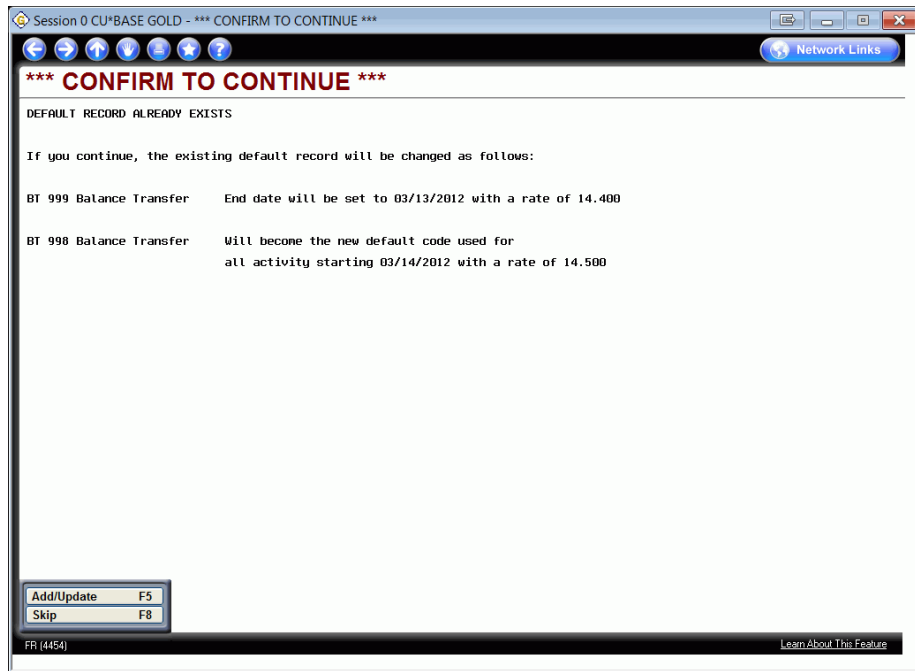 Session 0 CU*BASE GOLD - *** CONFIRM TO CONTINUE ***
Network Links
*** CONFIRM TO CONTINUE ***
DEFAULT RECORD ALREADY EXISTS
If you continue, the existing default record will be changed as follows:
BT 999 Balance Transfer End date will be set to 03/13/2012 with a rate of 14.400
BT 998 Balance Transfer Will become the new default code used for
all activity starting 03/14/2012 with a rate of 14.500
Add/Update F5
Skip F8
FR (4454) Learn About This Feature